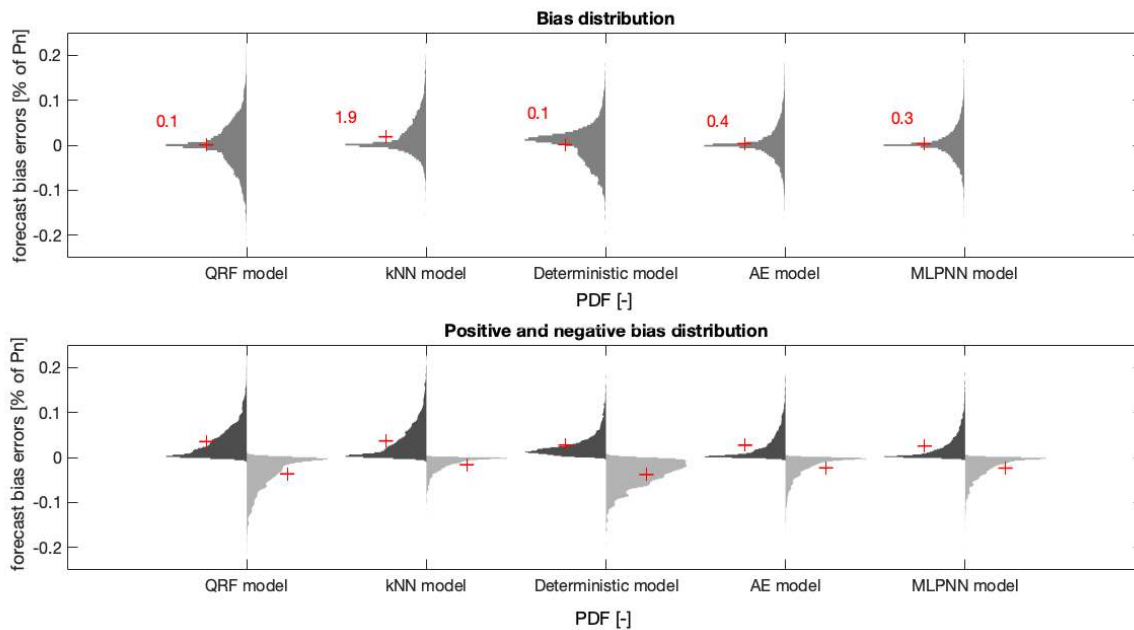 Bias distribution
forecast bias errors [% of Pn]
0.2
0.1
0
-0.1
-0.2
0.1
1.9
0.1
0.4
0.3
QRF model
kNN model
Deterministic model
AE model
MLPNN model
PDF [-]
Positive and negative bias distribution
forecast bias errors [% of Pn]
0.2
0.1
0
-0.1
-0.2
QRF model
kNN model
Deterministic model
AE model
MLPNN model
PDF [-]